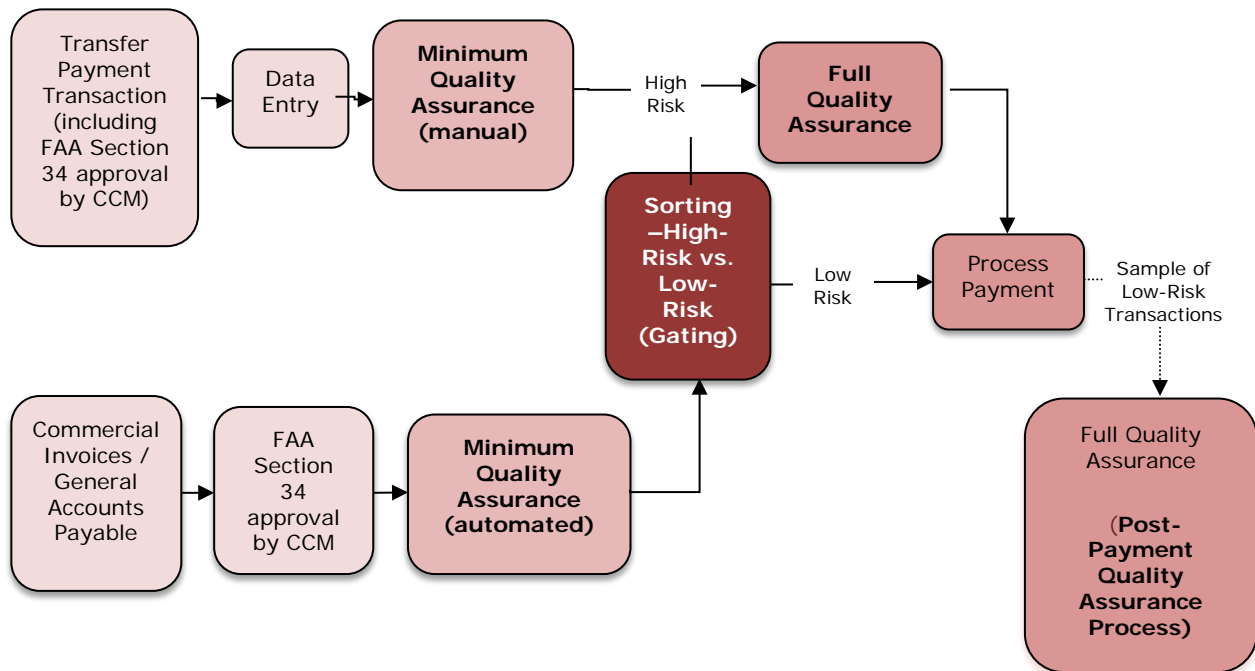 Transfer
Payment
Transaction
(including
FAA Section
34 approval
by CCM)
Data
Entry
Minimum
Quality
Assurance
(manual)
High
Risk
Full
Quality
Assurance
Sorting
–High-
Risk vs.
Low-
Risk
(Gating)
Low
Risk
Process
Payment
Sample of
Low-Risk
Transactions
Commercial
Invoices /
General
Accounts
Payable
FAA
Section
34
approval
by CCM
Minimum
Quality
Assurance
(automated)
Full Quality
Assurance
(Post-
Payment
Quality
Assurance
Process)